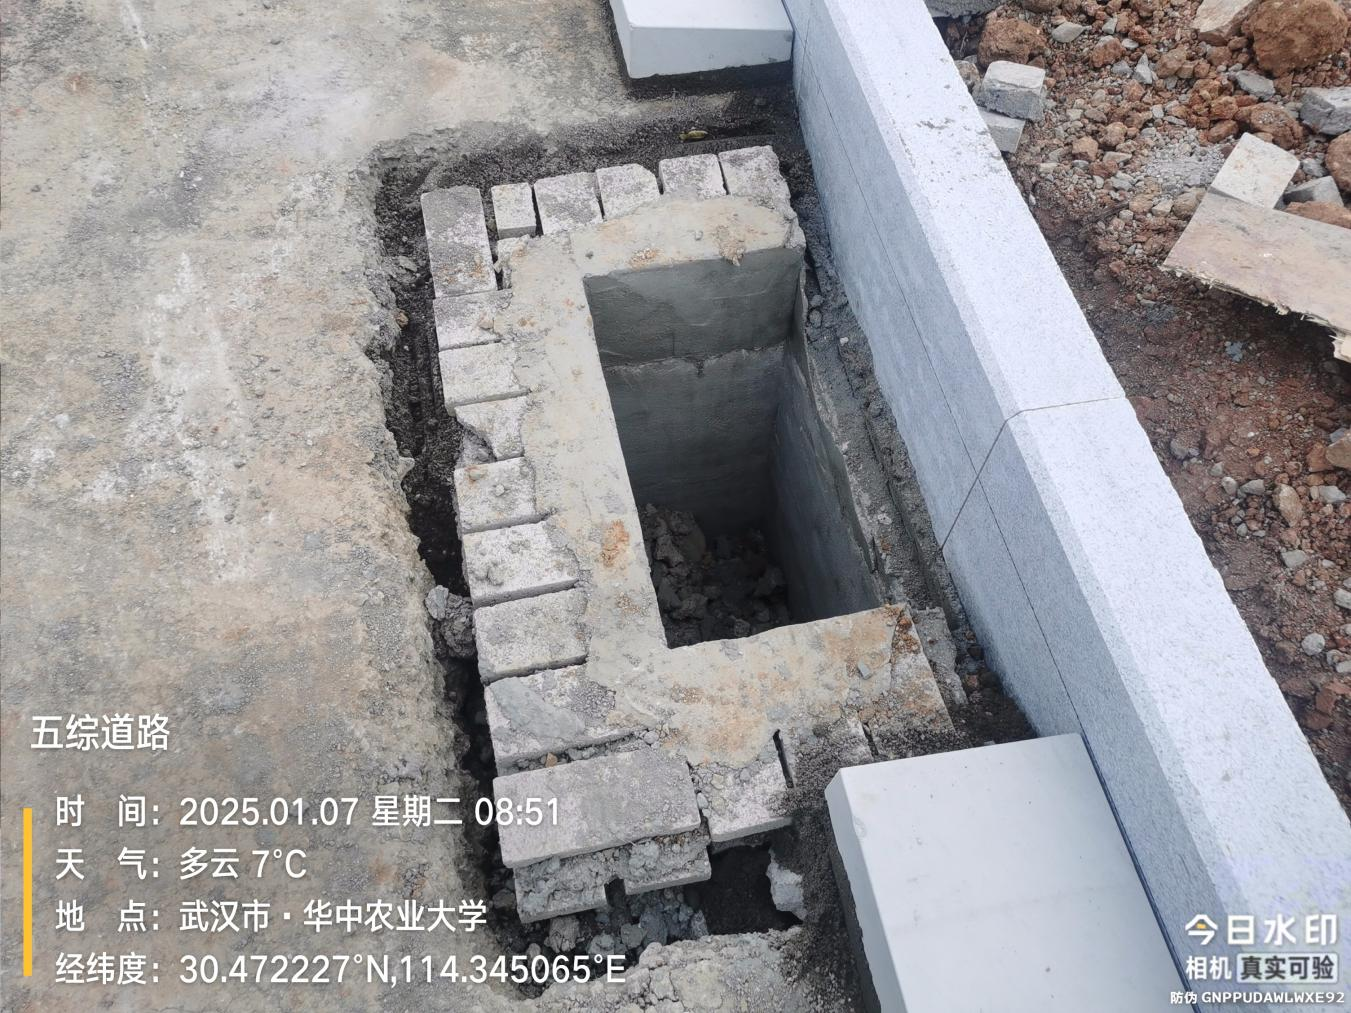 五综道路
时 间：2025.01.07 星期二 08:51
天 气：多云 7°C
地 点：武汉市·华中农业大学
经纬度：30.472227°N,114.345065°E
今日水印
相机 真实可验
防伪 GNPPUDAWLWXE92